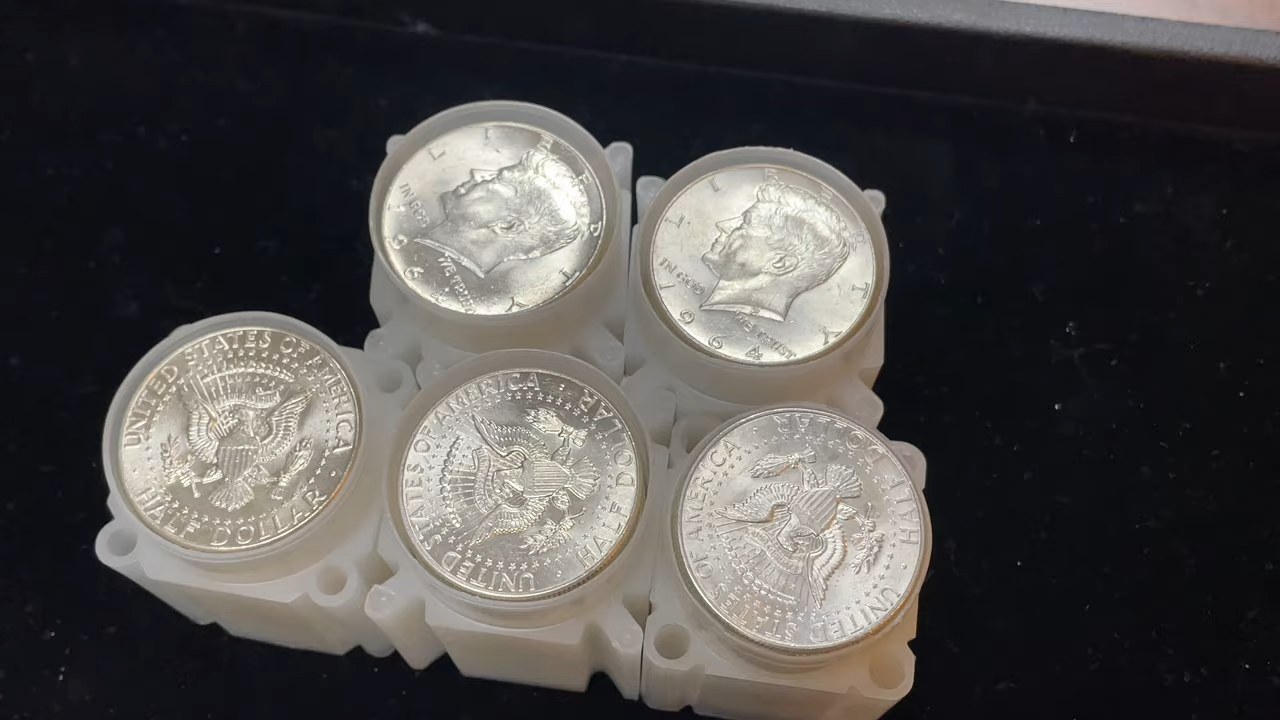 LIBERTY
IN GOD WE TRUST
196
LIBERTY
IN GOD WE TRUST
1964
UNITED STATES OF AMERICA
HALF DOLLAR
UNITED STATES OF AMERICA
HALF DOLLAR
UNITED STATES OF AMERICA
HALF DOLLAR